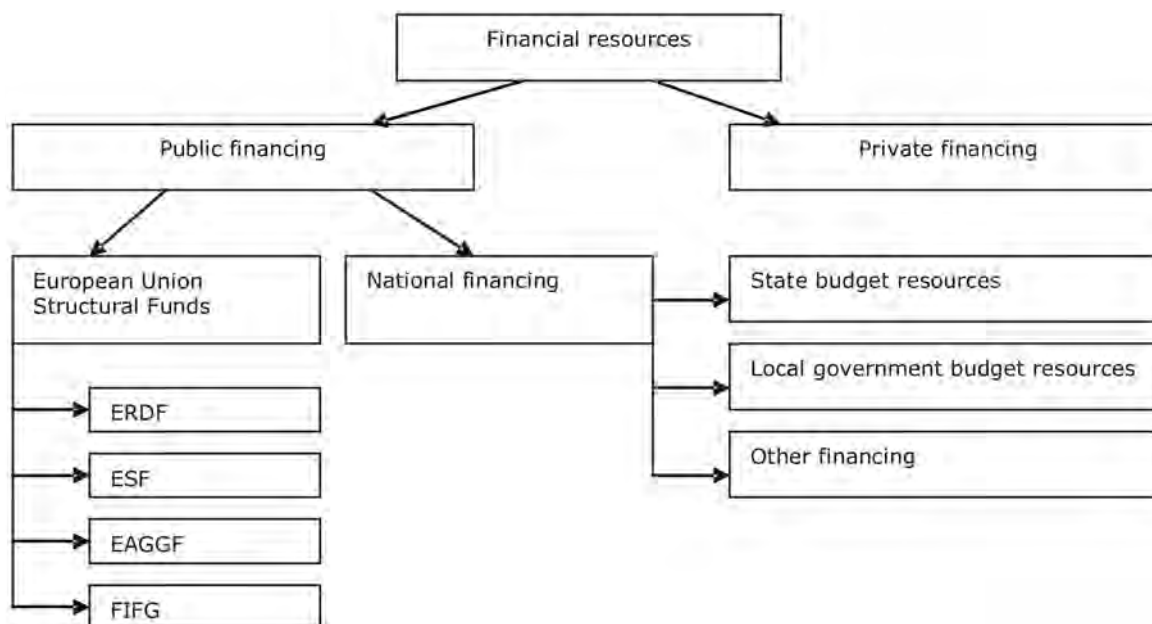 Financial resources
Public financing
Private financing
European Union
Structural Funds
National financing
State budget resources
Local government budget resources
Other financing
ERDF
ESF
EAGGF
FIFG